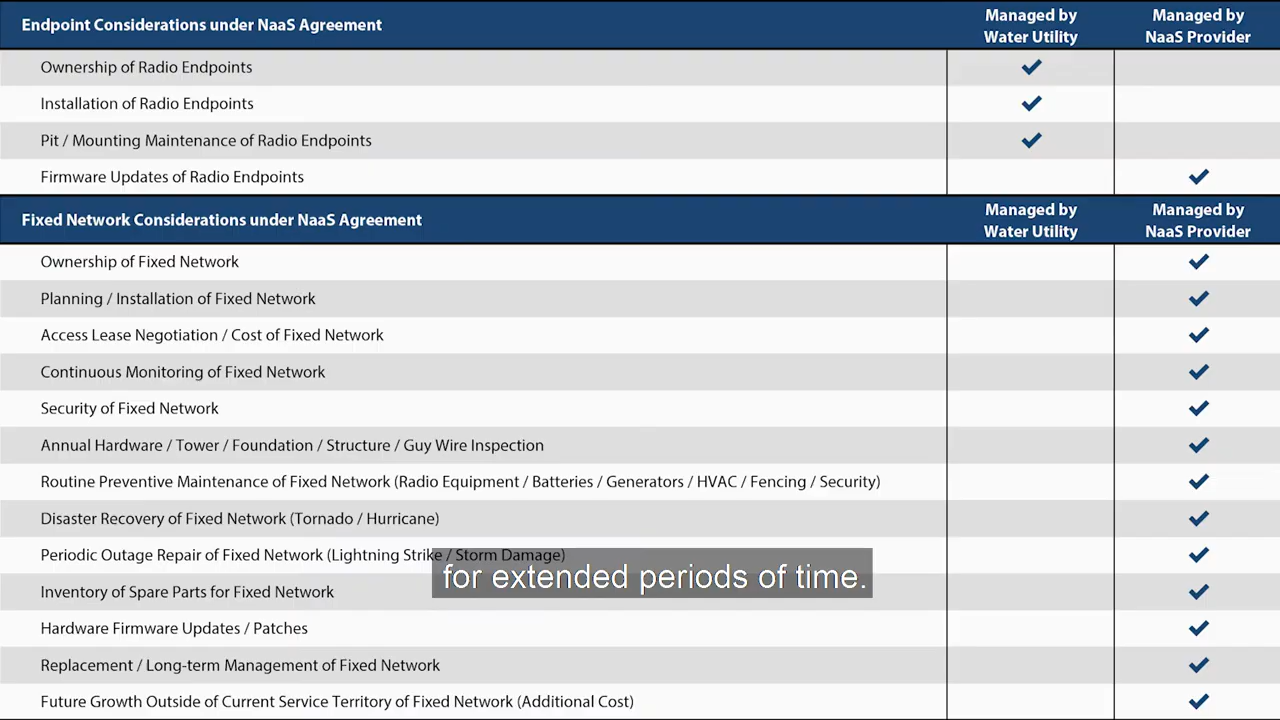 Endpoint Considerations under NaaS Agreement
Managed by
Water Utility
Managed by
NaaS Provider
Ownership of Radio Endpoints
Installation of Radio Endpoints
Pit / Mounting Maintenance of Radio Endpoints
Firmware Updates of Radio Endpoints
Fixed Network Considerations under NaaS Agreement
Managed by
Water Utility
Managed by
NaaS Provider
Ownership of Fixed Network
Planning / Installation of Fixed Network
Access Lease Negotiation / Cost of Fixed Network
Continuous Monitoring of Fixed Network
Security of Fixed Network
Annual Hardware / Tower / Foundation / Structure / Guy Wire Inspection
Routine Preventive Maintenance of Fixed Network (Radio Equipment / Batteries / Generators / HVAC / Fencing / Security)
Disaster Recovery of Fixed Network (Tornado / Hurricane)
Periodic Outage Repair of Fixed Network (Lightning Strike / Storm Damage)
for extended periods of time.
Inventory of Spare Parts for Fixed Network
Hardware Firmware Updates / Patches
Replacement / Long-term Management of Fixed Network
Future Growth Outside of Current Service Territory of Fixed Network (Additional Cost)